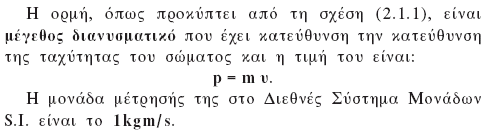 Η ορμή, όπως προκύπτει από τη σχέση (2.1.1), είναι
μέγεθος διανυσματικό που έχει κατεύθυνση την κατεύθυνση
της ταχύτητας του σώματος και η τιμή του είναι:
p = m υ.
Η μονάδα μέτρησής της στο Διεθνές Σύστημα Μονάδων
S.I. είναι το 1kgm/s.